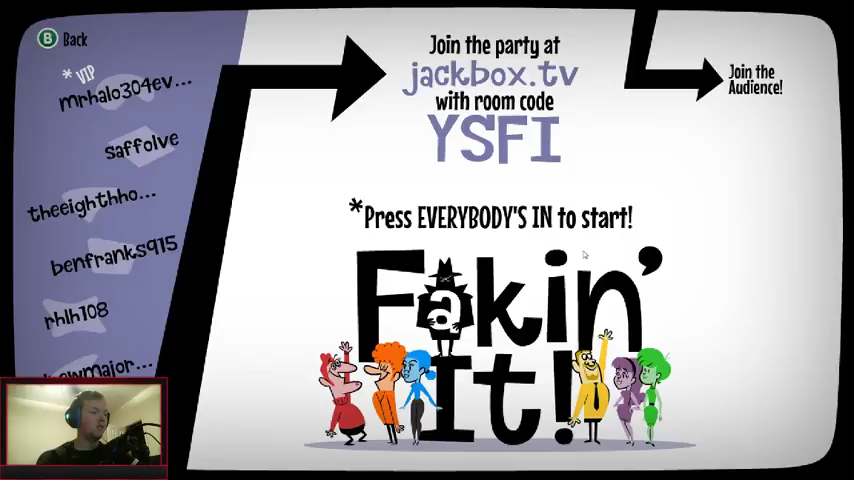 B Back
* VIP
mrhalo304ev...
saffolve
theeighthho...
benfranks915
rhlh108
Join the party at
jackbox.tv
with room code
YSFI
Join the
Audience!
*Press EVERYBODY'S IN to start!
Fakin'
It!